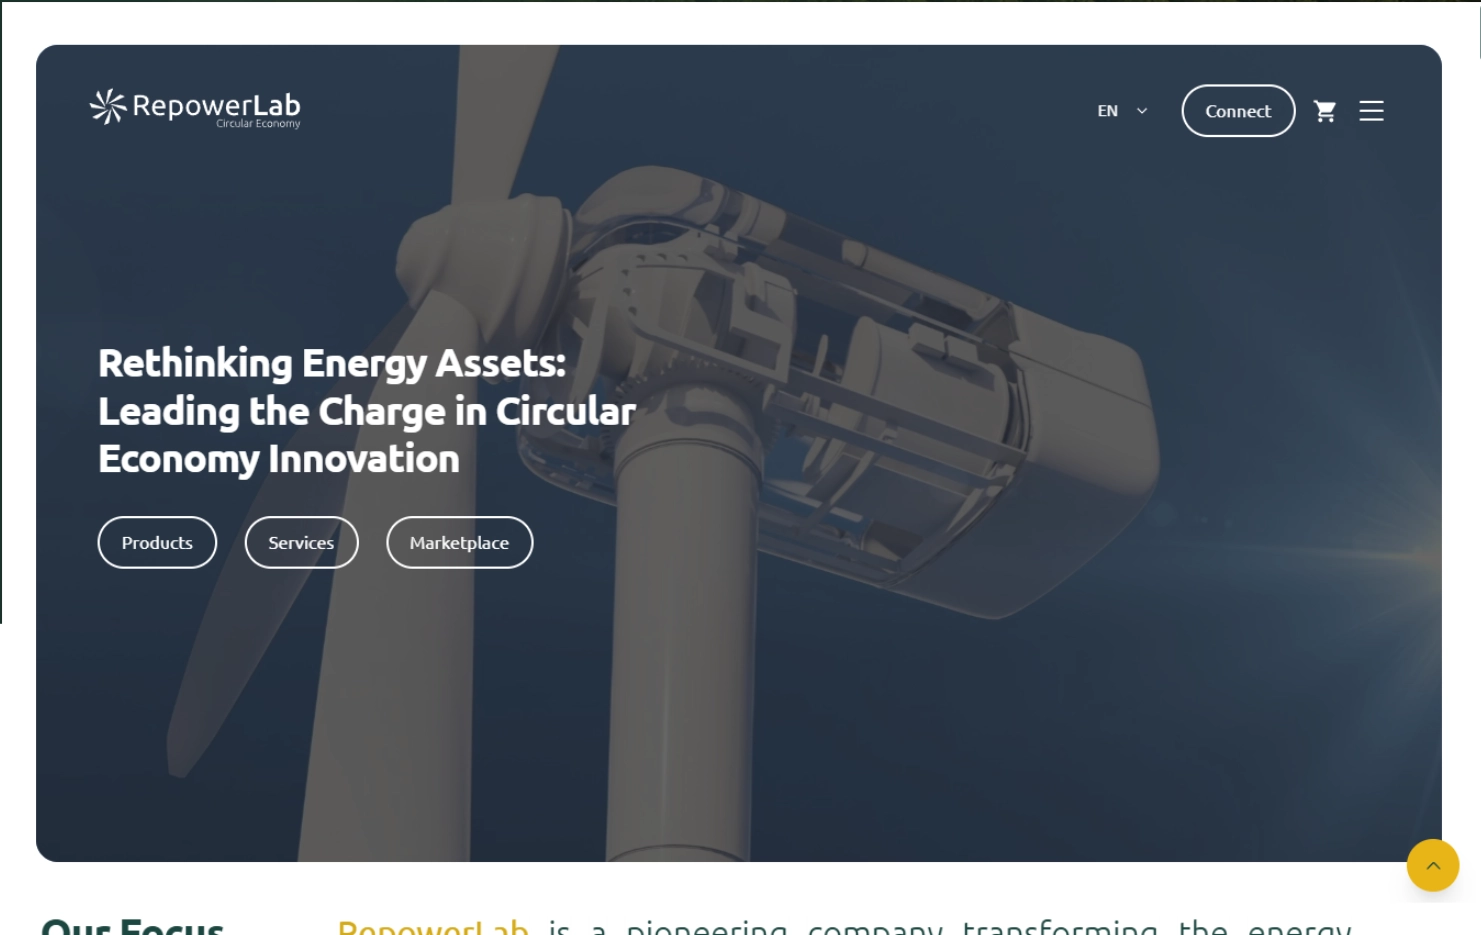 RepowerLab
Circular Economy
EN
Connect
Rethinking Energy Assets:
Leading the Charge in Circular
Economy Innovation
Products
Services
Marketplace
Our Focus
RepowerLab is a pioneering company transforming the energy